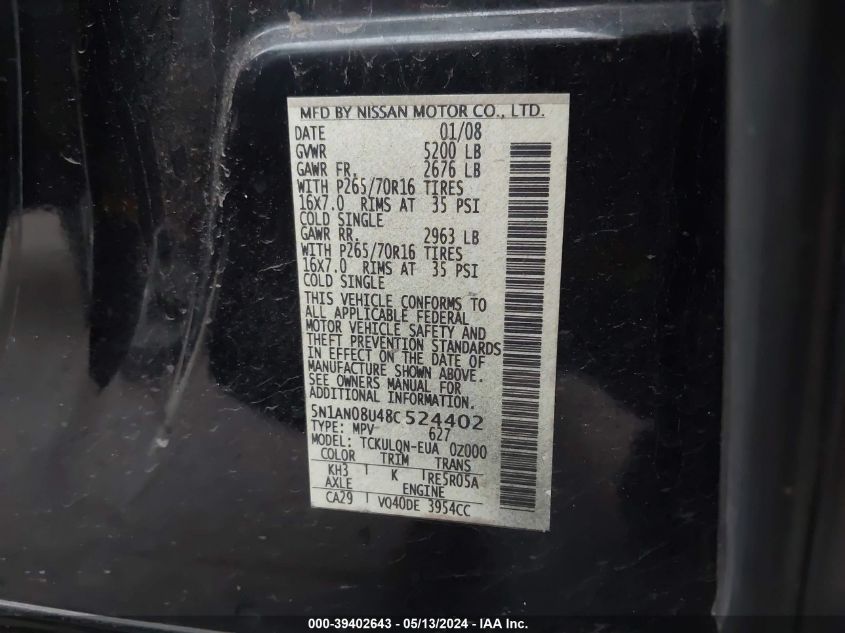 MFD BY NISSAN MOTOR CO., LTD.
DATE 01/08
GVWR 5200 LB
GAWR FR. 2676 LB
WITH P265/70R16 TIRES
16X7.0 RIMS AT 35 PSI
COLD SINGLE
GAWR RR. 2963 LB
WITH P265/70R16 TIRES
16X7.0 RIMS AT 35 PSI
COLD SINGLE
THIS VEHICLE CONFORMS TO
ALL APPLICABLE FEDERAL
MOTOR VEHICLE SAFETY AND
THEFT PREVENTION STANDARDS
IN EFFECT ON THE DATE OF
MANUFACTURE SHOWN ABOVE.
SEE OWNERS MANUAL FOR
ADDITIONAL INFORMATION.
5N1AN08U48C524402
TYPE: MPV 627
MODEL: TCKULQN-EUA 0Z000
COLOR TRIM TRANS
KH3 K RE5R05A
AXLE ENGINE
CA29 VQ40DE 3954CC
000-39402643 - 05/13/2024 - IAA Inc.